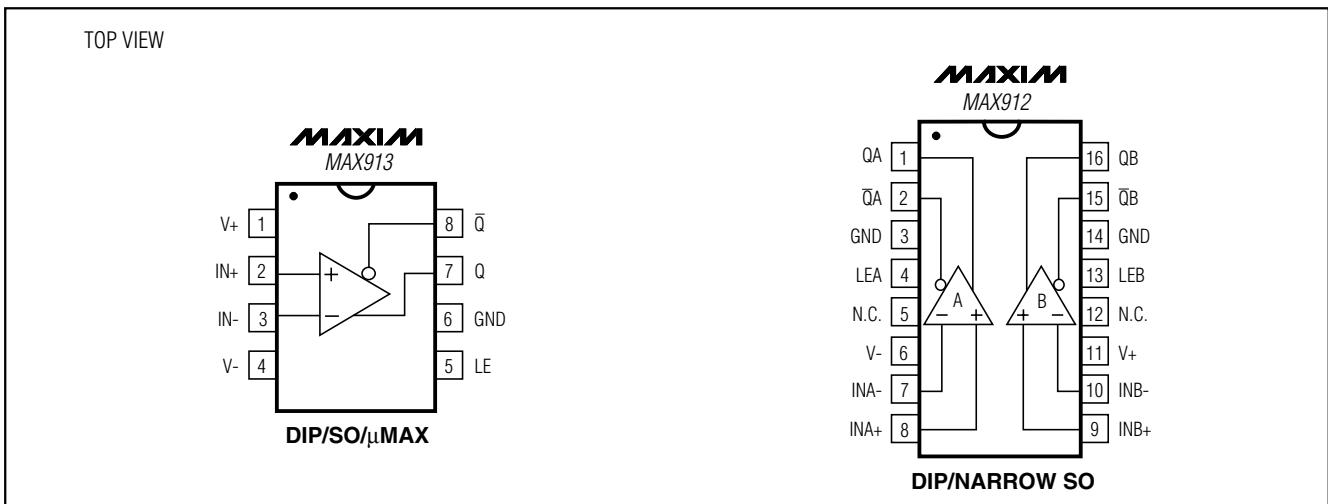 TOP VIEW
MAXIM
MAX913
V+ 1
IN+ 2
IN- 3
V- 4
8 Q̅
7 Q
6 GND
5 LE
+
−
DIP/SO/µMAX
MAXIM
MAX912
QA 1
Q̅A 2
GND 3
LEA 4
N.C. 5
V- 6
INA- 7
INA+ 8
16 QB
15 Q̅B
14 GND
13 LEB
12 N.C.
11 V+
10 INB-
9 INB+
A
− +
B
+ −
DIP/NARROW SO